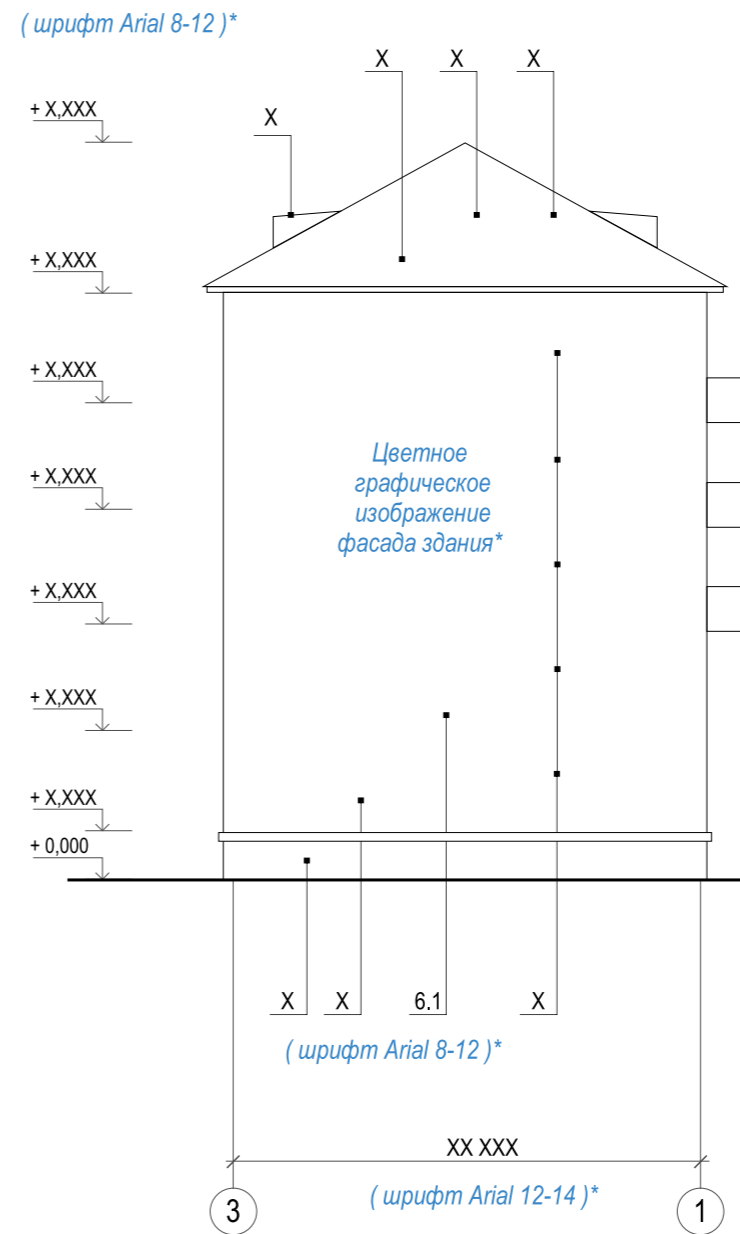 ( шрифт Arial 8-12 )*
X X X
+ X,XXX
X
+ X,XXX
+ X,XXX
Цветное
графическое
изображение
фасада здания*
+ X,XXX
+ X,XXX
+ X,XXX
+ X,XXX
+ 0,000
X X 6.1 X
( шрифт Arial 8-12 )*
XX XXX
( шрифт Arial 12-14 )*
3 1